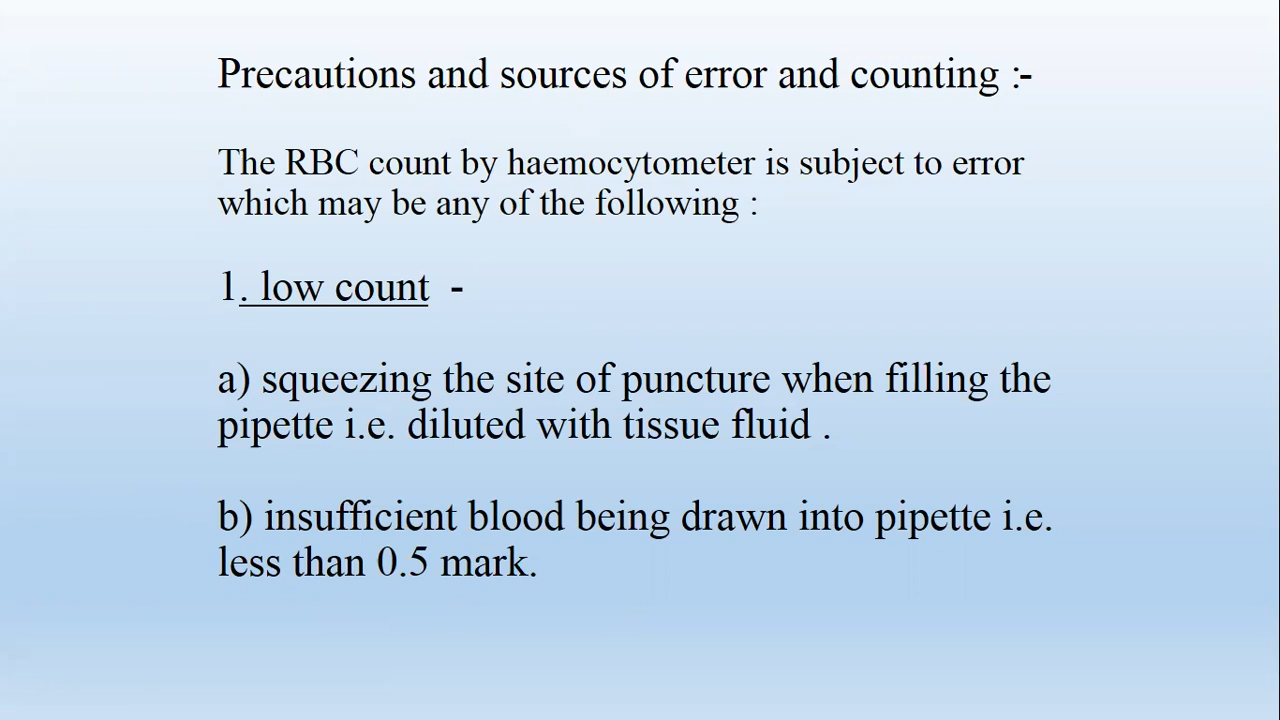 Precautions and sources of error and counting :-
The RBC count by haemocytometer is subject to error
which may be any of the following :
1. low count -
a) squeezing the site of puncture when filling the
pipette i.e. diluted with tissue fluid .
b) insufficient blood being drawn into pipette i.e.
less than 0.5 mark.